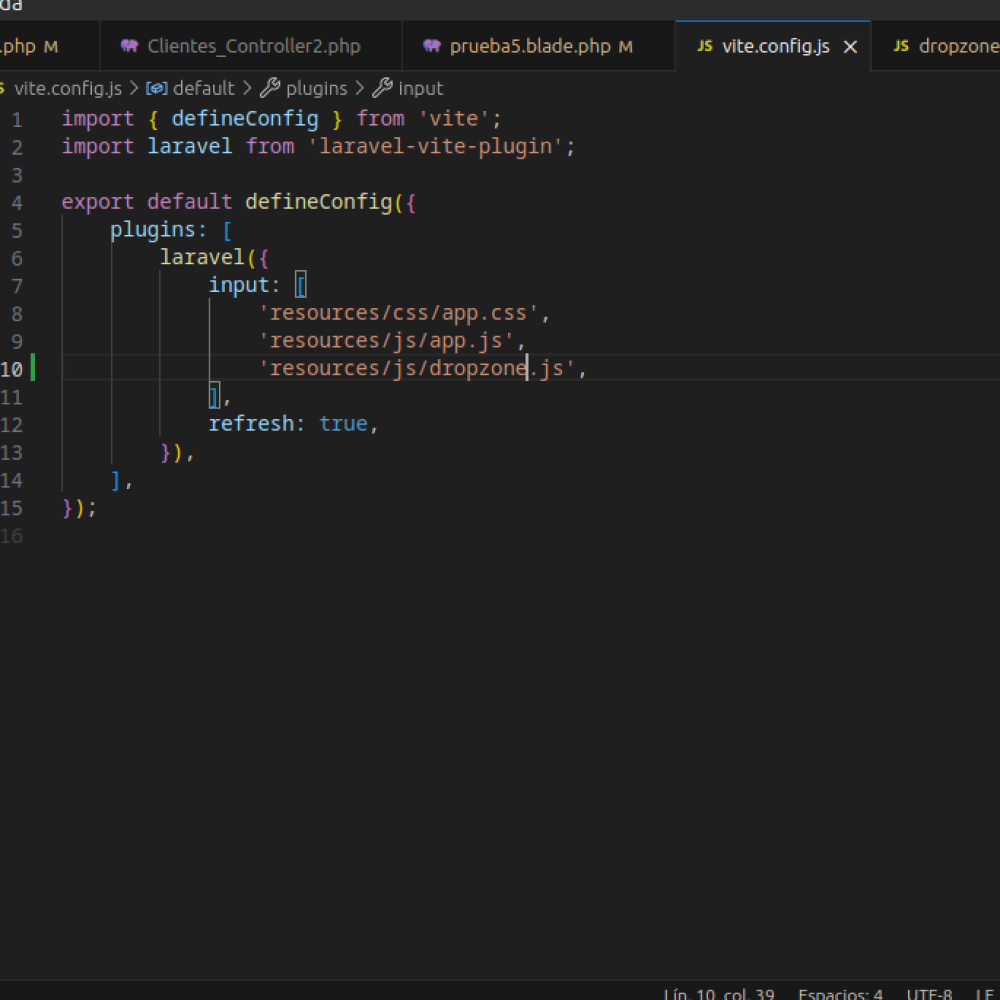 da
.php M
Clientes_Controller2.php
prueba5.blade.php M
JS vite.config.js ×
JS dropzone
vite.config.js > default > plugins > input
1 import { defineConfig } from 'vite';
2 import laravel from 'laravel-vite-plugin';
3
4 export default defineConfig({
5 plugins: [
6 laravel({
7 input: [
8 'resources/css/app.css',
9 'resources/js/app.js',
10 'resources/js/dropzone.js',
11 ],
12 refresh: true,
13 }),
14 ],
15 });
16
Lín. 10, col. 39 Espacios: 4 UTF-8 LF